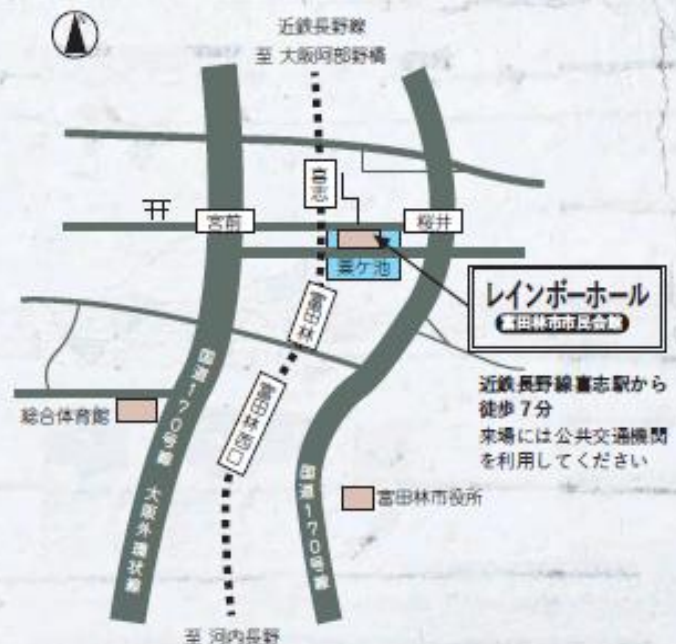 近鉄長野線
至 大阪阿部野橋
喜志
宮前
桜井
粟ケ池
レインボーホール
富田林市市民会館
富田林
近鉄長野線喜志駅から
徒歩7分
来場には公共交通機関
を利用してください
富田林西口
総合体育館
国道170号線 大阪外環状線
国道170号線
富田林市役所
至 河内長野